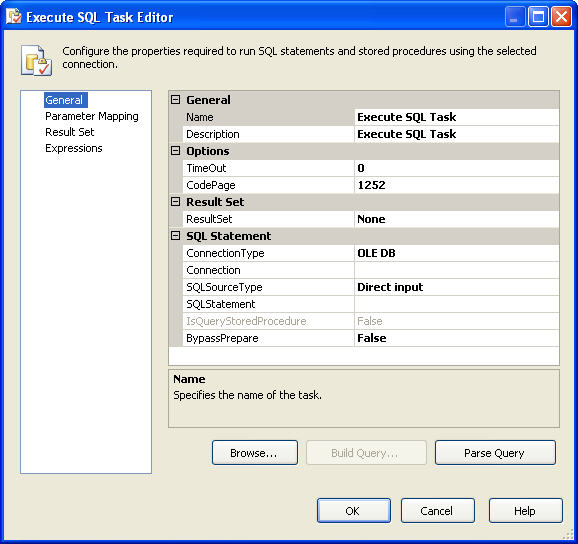 Execute SQL Task Editor
Configure the properties required to run SQL statements and stored procedures using the selected
connection.
General
Parameter Mapping
Result Set
Expressions
General
Name Execute SQL Task
Description Execute SQL Task
Options
TimeOut 0
CodePage 1252
Result Set
ResultSet None
SQL Statement
ConnectionType OLE DB
Connection
SQLSourceType Direct input
SQLStatement
IsQueryStoredProcedure False
BypassPrepare False
Name
Specifies the name of the task.
Browse... Build Query... Parse Query
OK Cancel Help